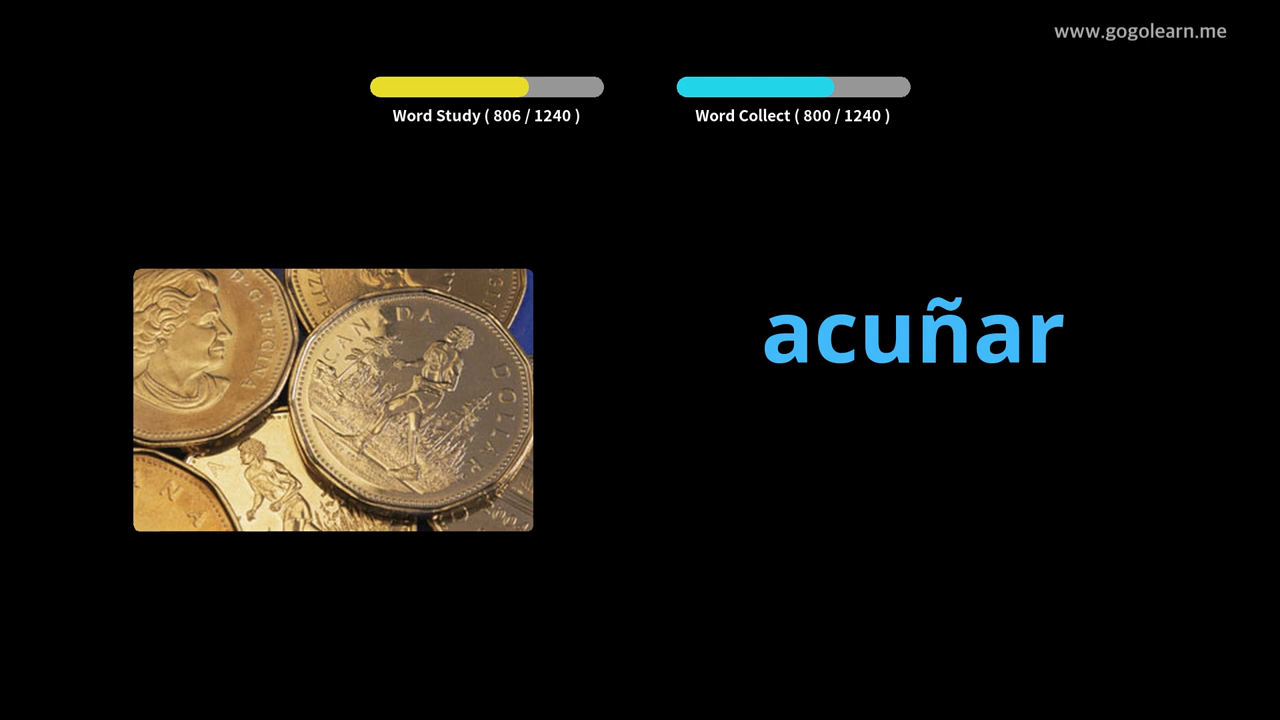 www.gogolearn.me
Word Study ( 806 / 1240 )
Word Collect ( 800 / 1240 )
acuñar
D·G·REGINA
CANADA
DOLLAR